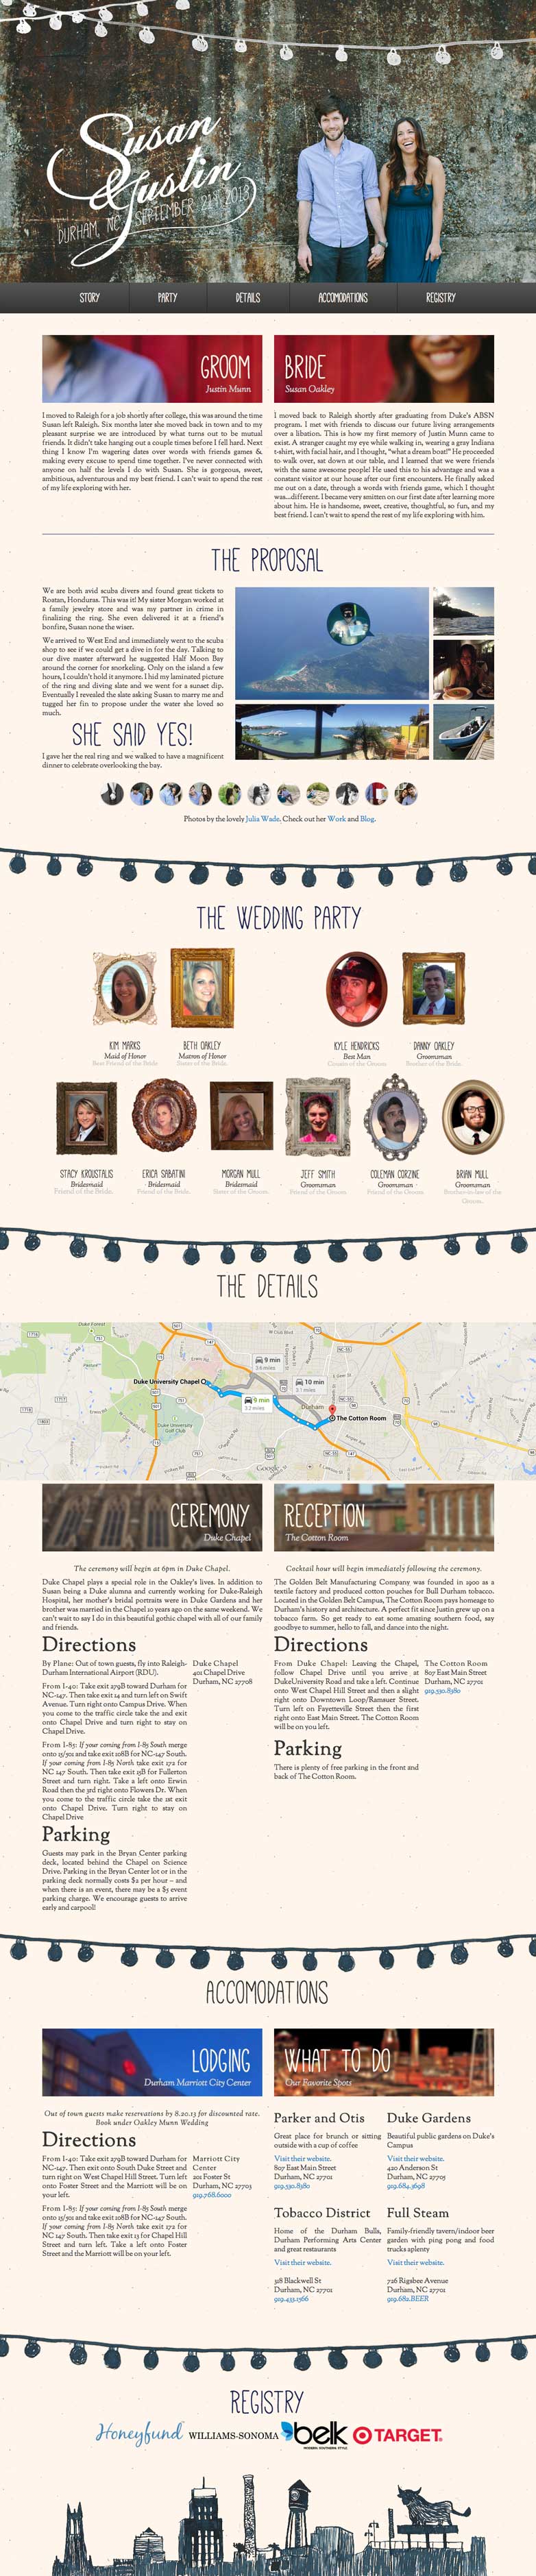 Susan
& Justin
DURHAM, NC, SEPTEMBER 21, 2013
STORY PARTY DETAILS ACCOMODATIONS REGISTRY
GROOM
Justin Munn
I moved to Raleigh for a job shortly after college, this was around the time
Susan left Raleigh. Six months later she moved back in town and to my
pleasant surprise we are introduced by what turns out to be mutual
friends. It didn't take hanging out a couple times before I fell hard. Next
thing I know I'm wagering dates over words with friends games &
making every excuse to spend time together. I've never connected with
anyone on half the levels I do with Susan. She is gorgeous, sweet,
ambitious, adventurous and my best friend. I can't wait to spend the rest
of my life exploring with her.
BRIDE
Susan Oakley
I moved back to Raleigh shortly after graduating from Duke's ABSN
program. I met with friends to discuss our future living arrangements
over a libation. This is how my first memory of Justin Munn came to
exist. A stranger caught my eye while walking in, wearing a gray Indiana
t-shirt, with facial hair, and I thought, "what a dream boat!" He proceeded
to walk over, sat down at our table, and I learned that we were friends
with the same awesome people! He used this to his advantage and was a
constant visitor at our house after our first encounters. He finally asked
me out on a date, through a words with friends game, which I thought
was...different. I became very smitten on our first date after learning more
about him. He is handsome, sweet, creative, thoughtful, so fun, and my
best friend. I can't wait to spend the rest of my life exploring with him.
THE PROPOSAL
We are both avid scuba divers and found great tickets to
Roatan, Honduras. This was it! My sister Morgan worked at
a family jewelry store and was my partner in crime in
finalizing the ring. She even delivered it at a friend's
bonfire, Susan none the wiser.
We arrived to West End and immediately went to the scuba
shop to see if we could get a dive in for the day. Talking to
our dive master afterward he suggested Half Moon Bay
around the corner for snorkeling. Only on the island a few
hours, I couldn't hold it anymore. I hid my laminated picture
of the ring and diving slate and we went for a sunset dip.
Eventually I revealed the slate asking Susan to marry me and
tugged her fin to propose under the water she loved so
much.
SHE SAID YES!
I gave her the real ring and we walked to have a magnificent
dinner to celebrate overlooking the bay.
Photos by the lovely Julia Wade. Check out her Work and Blog.
THE WEDDING PARTY
KIM MARKS
Maid of Honor
Best Friend of the Bride
BETH OAKLEY
Matron of Honor
Sister of the Bride
KYLE HENDRICKS
Best Man
Cousin of the Groom
DANNY OAKLEY
Groomsman
Brother of the Bride
STACY KROUSTALIS
Bridesmaid
Friend of the Bride.
ERICA SABATINI
Bridesmaid
Friend of the Bride.
MORGAN MULL
Bridesmaid
Sister of the Groom.
JEFF SMITH
Groomsman
Friend of the Groom
COLEMAN CORZINE
Groomsman
Friend of the Groom
BRIAN MULL
Groomsman
Brother-in-law of the
Groom.
THE DETAILS
Duke University Chapel
9 min
3.8 miles
10 min
3.1 miles
9 min
3.2 miles
Durham
The Cotton Room
Duke University
Golf Club
Google
CEREMONY
Duke Chapel
The ceremony will begin at 6pm in Duke Chapel.
Duke Chapel plays a special role in the Oakley's lives. In addition to
Susan being a Duke alumna and currently working for Duke-Raleigh
Hospital, her mother's bridal portraits were in Duke Gardens and her
brother was married in the Chapel 10 years ago on the same weekend. We
can't wait to say I do in this beautiful gothic chapel with all of our family
and friends.
Directions
By Plane: Out of town guests, fly into Raleigh-
Durham International Airport (RDU).
From I-40: Take exit 279B toward Durham for
NC-147. Then take exit 14 and turn left on Swift
Avenue. Turn right onto Campus Drive. When
you come to the traffic circle take the 2nd exit
onto Chapel Drive and turn right to stay on
Chapel Drive.
From I-85: If your coming from I-85 South merge
onto 15/501 and take exit 108B for NC-147 South.
If your coming from I-85 North take exit 172 for
NC 147 South. Then take exit 15B for Fullerton
Street and turn right. Take a left onto Erwin
Road then the 3rd right onto Flowers Dr. When
you come to the traffic circle take the 1st exit
onto Chapel Drive. Turn right to stay on
Chapel Drive
Duke Chapel
401 Chapel Drive
Durham, NC 27708
Parking
Guests may park in the Bryan Center parking
deck, located behind the Chapel on Science
Drive. Parking in the Bryan Center lot or in the
parking deck normally costs $2 per hour – and
when there is an event, there may be a $5 event
parking charge. We encourage guests to arrive
early and carpool!
RECEPTION
The Cotton Room
Cocktail hour will begin immediately following the ceremony.
The Golden Belt Manufacturing Company was founded in 1900 as a
textile factory and produced cotton pouches for Bull Durham tobacco.
Located in the Golden Belt Campus, The Cotton Room pays homage to
Durham's history and architecture. A perfect fit since Justin grew up on a
tobacco farm! So get ready to eat some amazing southern food, say
goodbye to summer, hello to fall, and dance into the night.
Directions
From Duke Chapel: Leaving the Chapel,
follow Chapel Drive until you arrive at
DukeUniversity Road and take a left. Continue
onto West Chapel Hill Street and then a slight
right onto Downtown Loop/Ramauer Street.
Turn left on Fayetteville Street then the first
right onto East Main Street. The Cotton Room
will be on you left.
The Cotton Room
807 East Main Street
Durham, NC 27701
919.530.8380
Parking
There is plenty of free parking in the front and
back of The Cotton Room.
ACCOMODATIONS
LODGING
Durham Marriott City Center
Out of town guests make reservations by 8.20.13 for discounted rate.
Book under Oakley Munn Wedding
Directions
From I-40: Take exit 279B toward Durham for
NC-147. Then exit onto South Duke Street and
turn right on West Chapel Hill Street. Turn left
onto Foster Street and the Marriott will be on
your left.
From I-85: If your coming from I-85 South merge
onto 15/501 and take exit 108B for NC-147 South.
If your coming from I-85 North take exit 172 for
NC 147 South. Then take exit 13 for Chapel Hill
Street and turn left. Take a left onto Foster
Street and the Marriott will be on your left.
Marriott City
Center
201 Foster St
Durham, NC 27703
919.768.6000
WHAT TO DO
Our Favorite Spots
Parker and Otis
Great place for brunch or sitting
outside with a cup of coffee
Visit their website.
807 East Main Street
Durham, NC 27701
919.530.8380
Duke Gardens
Beautiful public gardens on Duke's
Campus
Visit their website.
420 Anderson St
Durham, NC 27705
919.684.3698
Tobacco District
Home of the Durham Bulls,
Durham Performing Arts Center
and great restaurants
Visit their website.
318 Blackwell St
Durham, NC 27701
919.433.1566
Full Steam
Family-friendly tavern/indoor beer
garden with ping pong and food
trucks aplenty
Visit their website.
726 Rigsbee Avenue
Durham, NC 27701
919.682.BEER
REGISTRY
Honeyfund WILLIAMS-SONOMA belk TARGET
MODERN. SOUTHERN. STYLE.